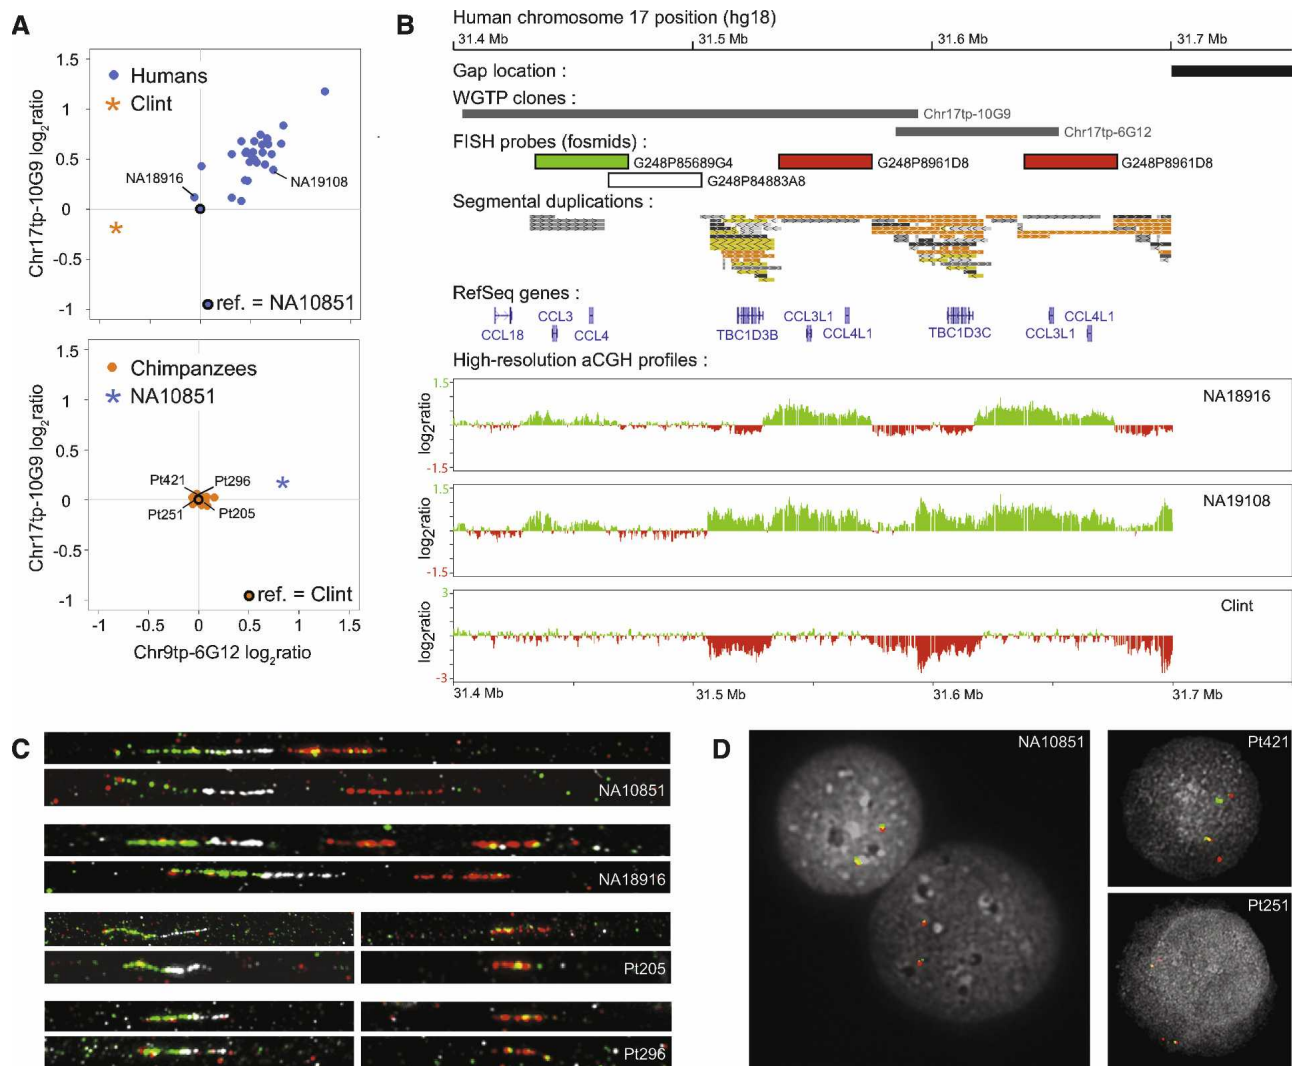 A
1.5
1
0.5
0
-0.5
-1
Chr17tp-10G9 log2ratio
Humans
Clint
NA18916
NA19108
ref. = NA10851
1.5
1
0.5
0
-0.5
-1
Chr17tp-10G9 log2ratio
Chimpanzees
NA10851
Pt421
Pt296
Pt251
Pt205
ref. = Clint
-1
-0.5
0
0.5
1
1.5
Chr9tp-6G12 log2ratio
B
Human chromosome 17 position (hg18)
31.4 Mb
31.5 Mb
31.6 Mb
31.7 Mb
Gap location :
WGTP clones :
Chr17tp-10G9
Chr17tp-6G12
FISH probes (fosmids) :
G248P85689G4
G248P8961D8
G248P8961D8
G248P84883A8
Segmental duplications :
RefSeq genes :
CCL3
CCL3L1
CCL4L1
CCL18
CCL4
TBC1D3B
CCL4L1
TBC1D3C
CCL3L1
High-resolution aCGH profiles :
1.5
log2ratio
-1.5
NA18916
1.5
log2ratio
-1.5
NA19108
3
log2ratio
-3
Clint
31.4 Mb
31.5 Mb
31.6 Mb
31.7 Mb
C
NA10851
NA18916
Pt205
Pt296
D
NA10851
Pt421
Pt251